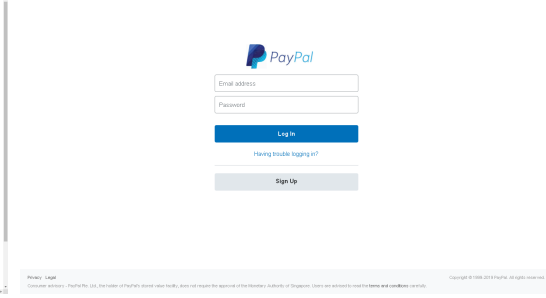 PayPal
Email address
Password
Log In
Having trouble logging in?
Sign Up
Privacy Legal
Copyright © 1999-2019 PayPal. All rights reserved.
Consumer advisory - PayPal Pte. Ltd., the holder of PayPal's stored value facility, does not require the approval of the Monetary Authority of Singapore. Users are advised to read the terms and conditions carefully.